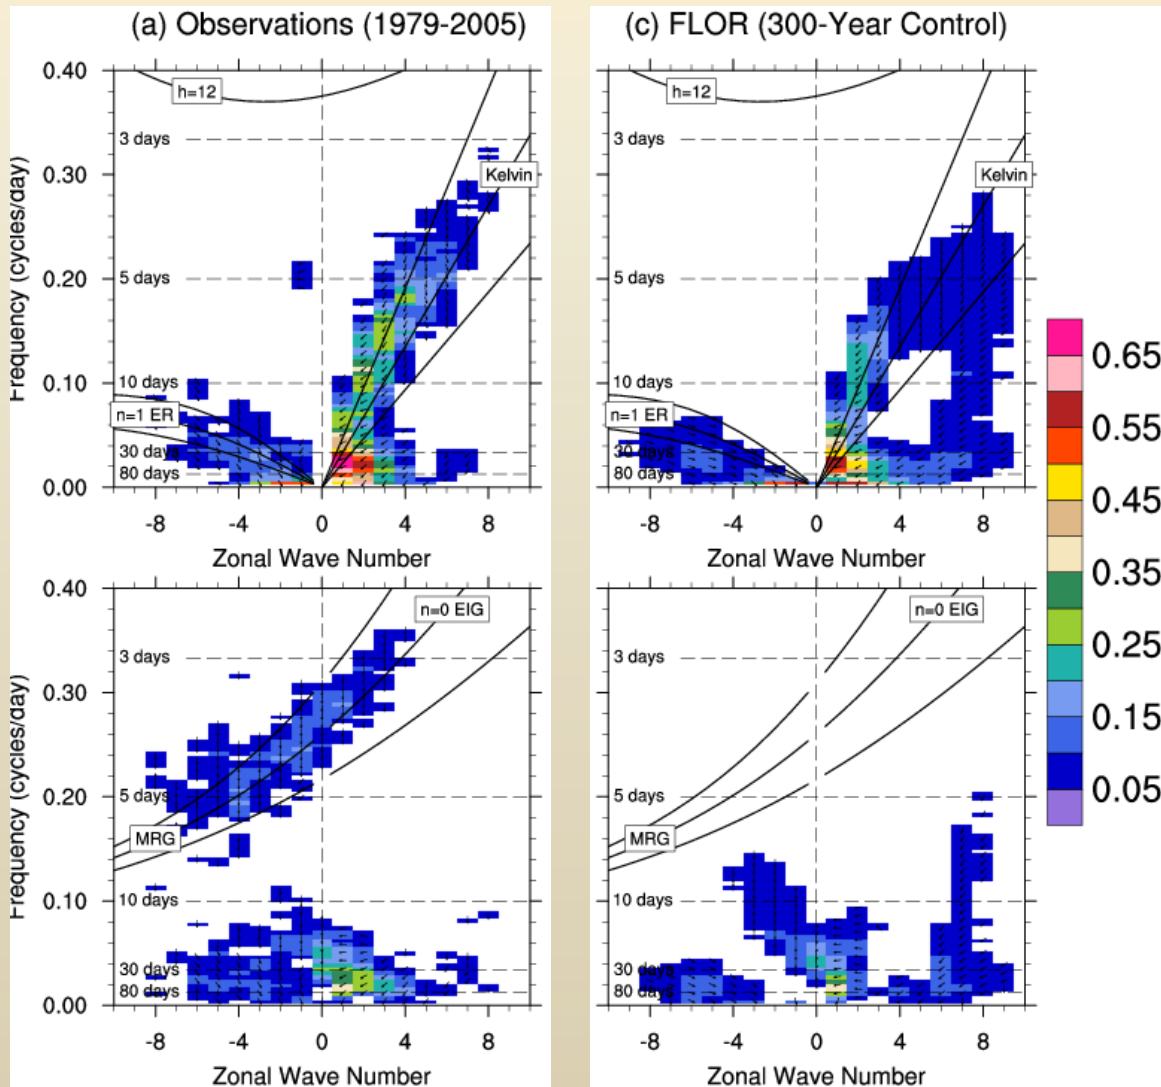 (a) Observations (1979-2005)
(c) FLOR (300-Year Control)
Frequency (cycles/day)
0.40
0.30
0.20
0.10
0.00
h=12
3 days
Kelvin
5 days
10 days
n=1 ER
30 days
80 days
-8 -4 0 4 8
Zonal Wave Number
h=12
3 days
Kelvin
5 days
10 days
n=1 ER
30 days
80 days
-8 -4 0 4 8
Zonal Wave Number
0.65
0.55
0.45
0.35
0.25
0.15
0.05
Frequency (cycles/day)
0.40
0.30
0.20
0.10
0.00
n=0 EIG
3 days
5 days
MRG
10 days
30 days
80 days
-8 -4 0 4 8
Zonal Wave Number
n=0 EIG
3 days
5 days
MRG
10 days
30 days
80 days
-8 -4 0 4 8
Zonal Wave Number